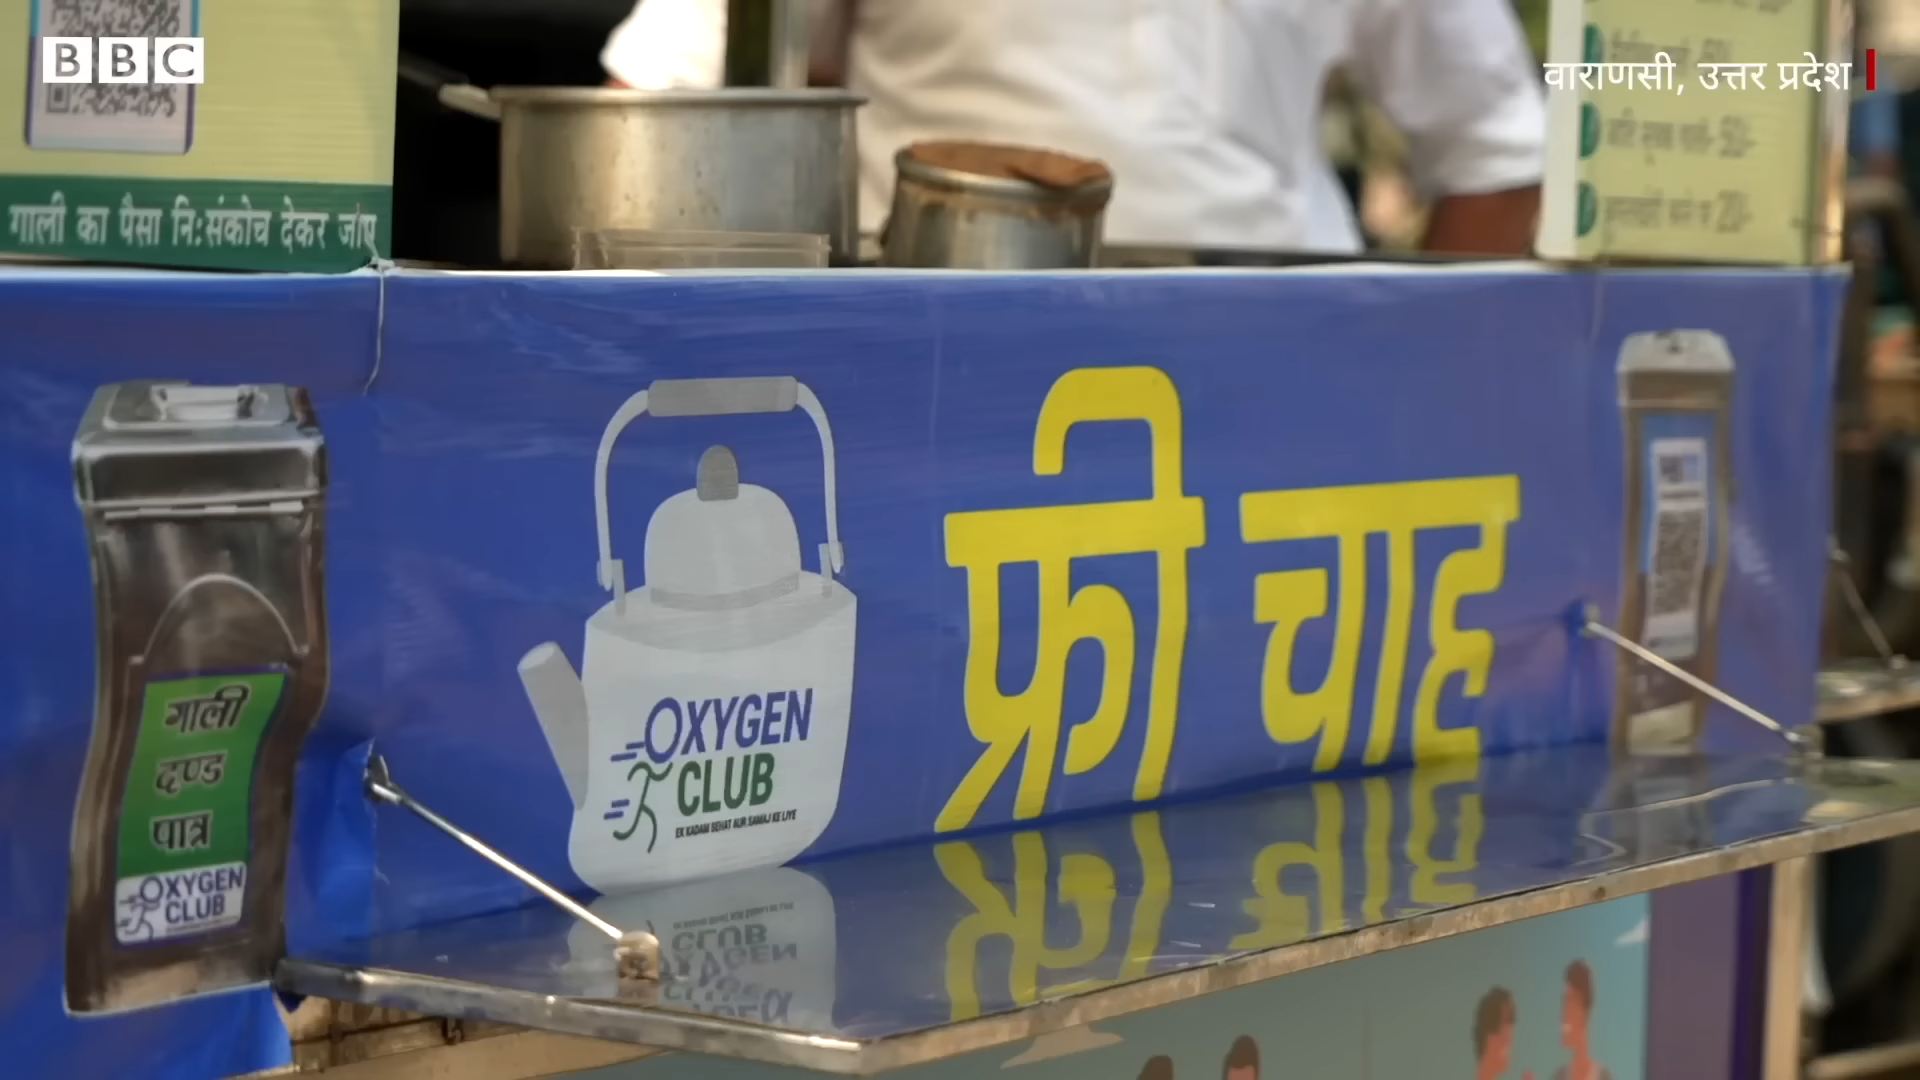 BBC
वाराणसी, उत्तर प्रदेश
गाली का पैसा नि:संकोच देकर जांए
फ्री चाह
OXYGEN
CLUB
EK KADAM SEHAT AUR SAMAJ KE LIYE
गाली
दण्ड
पात्र
OXYGEN
CLUB